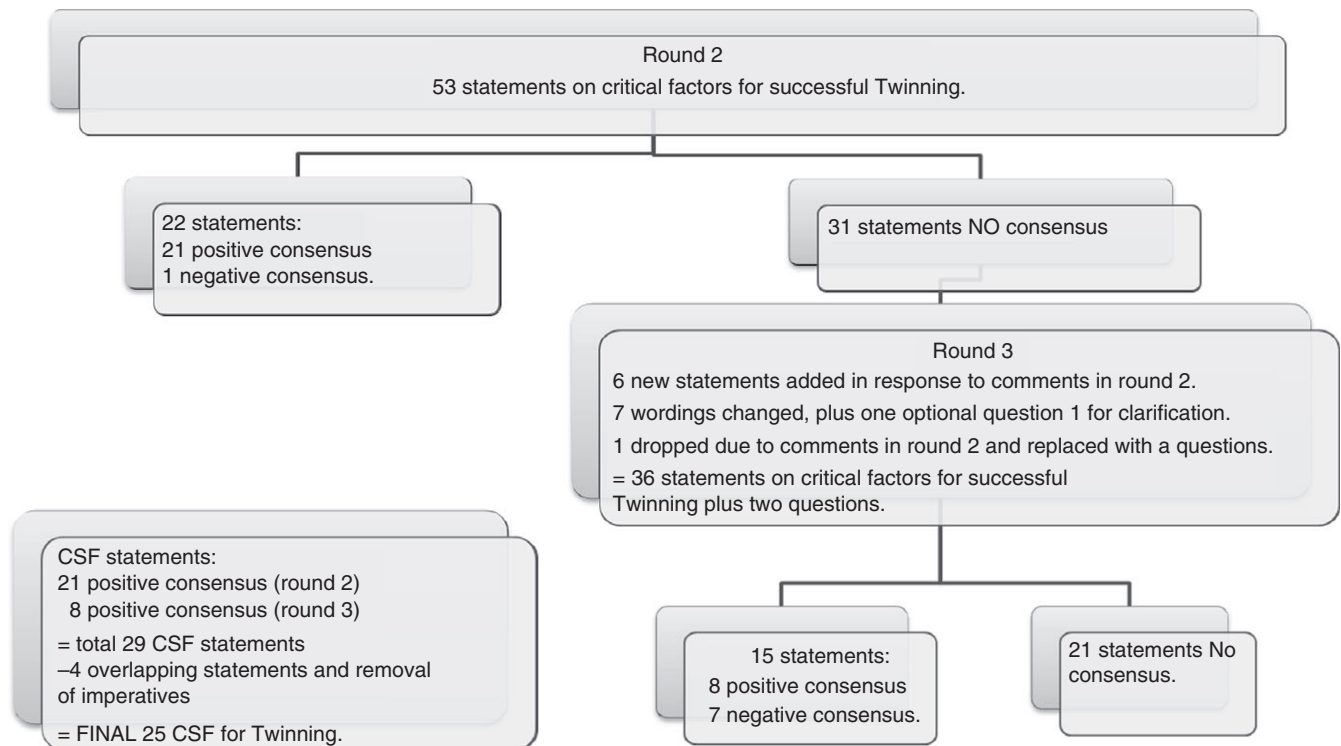 Round 2
53 statements on critical factors for successful Twinning.
22 statements:
21 positive consensus
1 negative consensus.
31 statements NO consensus
Round 3
6 new statements added in response to comments in round 2.
7 wordings changed, plus one optional question 1 for clarification.
1 dropped due to comments in round 2 and replaced with a questions.
= 36 statements on critical factors for successful
Twinning plus two questions.
CSF statements:
21 positive consensus (round 2)
8 positive consensus (round 3)
= total 29 CSF statements
–4 overlapping statements and removal
of imperatives
= FINAL 25 CSF for Twinning.
15 statements:
8 positive consensus
7 negative consensus.
21 statements No
consensus.